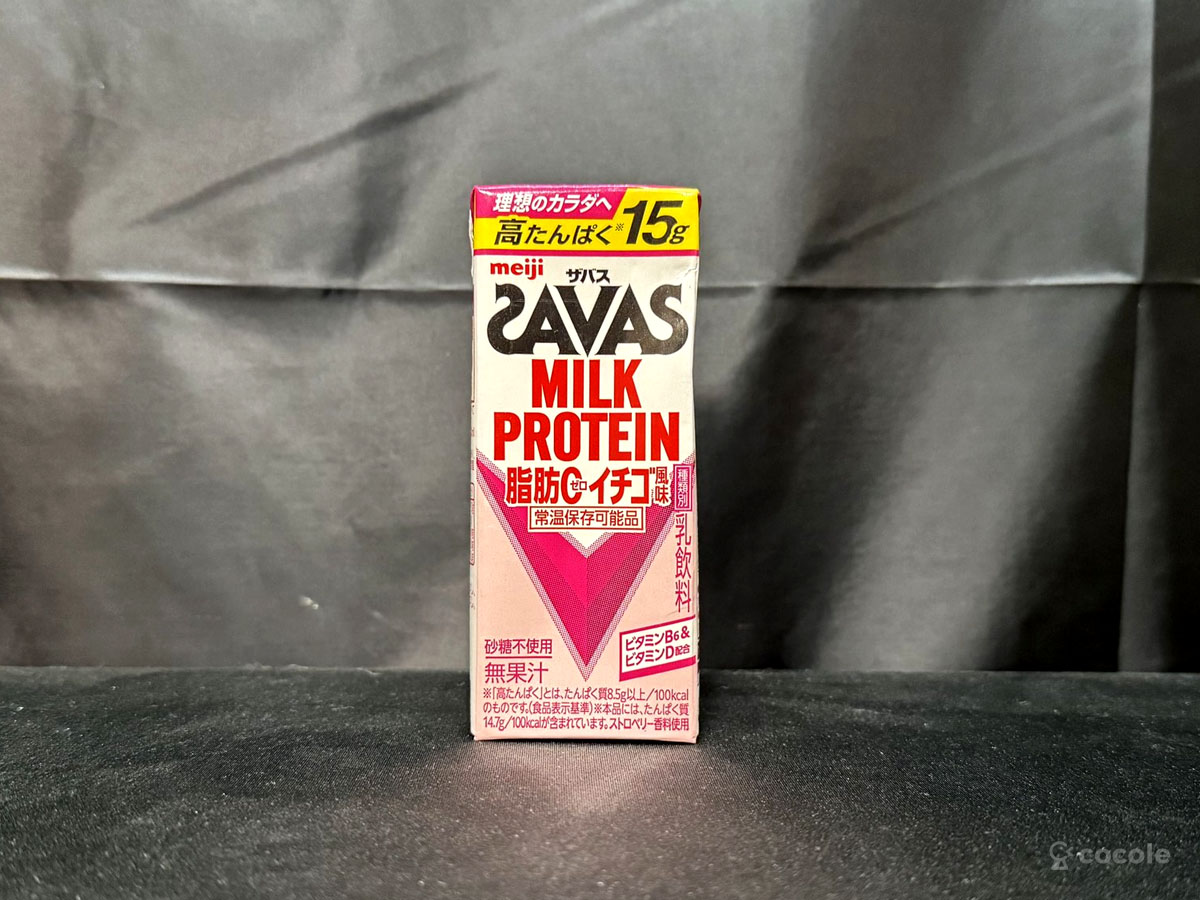 理想のカラダへ
高たんぱく※15g
meiji
ザバス
SAVAS
MILK
PROTEIN
脂肪0ゼロ イチゴ風味
常温保存可能品
種類別
乳飲料
砂糖不使用
無果汁
ビタミンB6&
ビタミンD配合
※「高たんぱく」とは、たんぱく質8.5g以上/100kcal
のものです。(食品表示基準)※本品には、たんぱく質
14.7g/100kcalが含まれています。ストロベリー香料使用
cacole